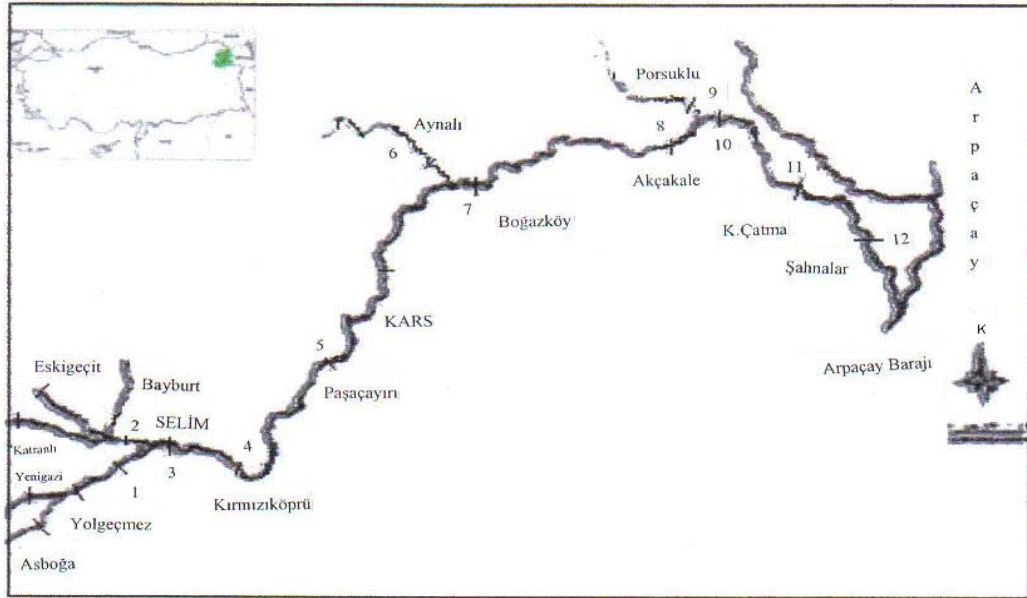 Porsuklu
9
A
r
p
a
ç
a
y
Aynalı
8
6
10
11
Akçakale
7
Boğazköy
K.Çatma
12
Şahnalar
KARS
K
5
Arpaçay Barajı
Eskigeçit
Paşaçayırı
Bayburt
SELİM
2
4
Katranlı
3
Yenigazi
1
Kırmızıköprü
Yolgeçmez
Asboğa